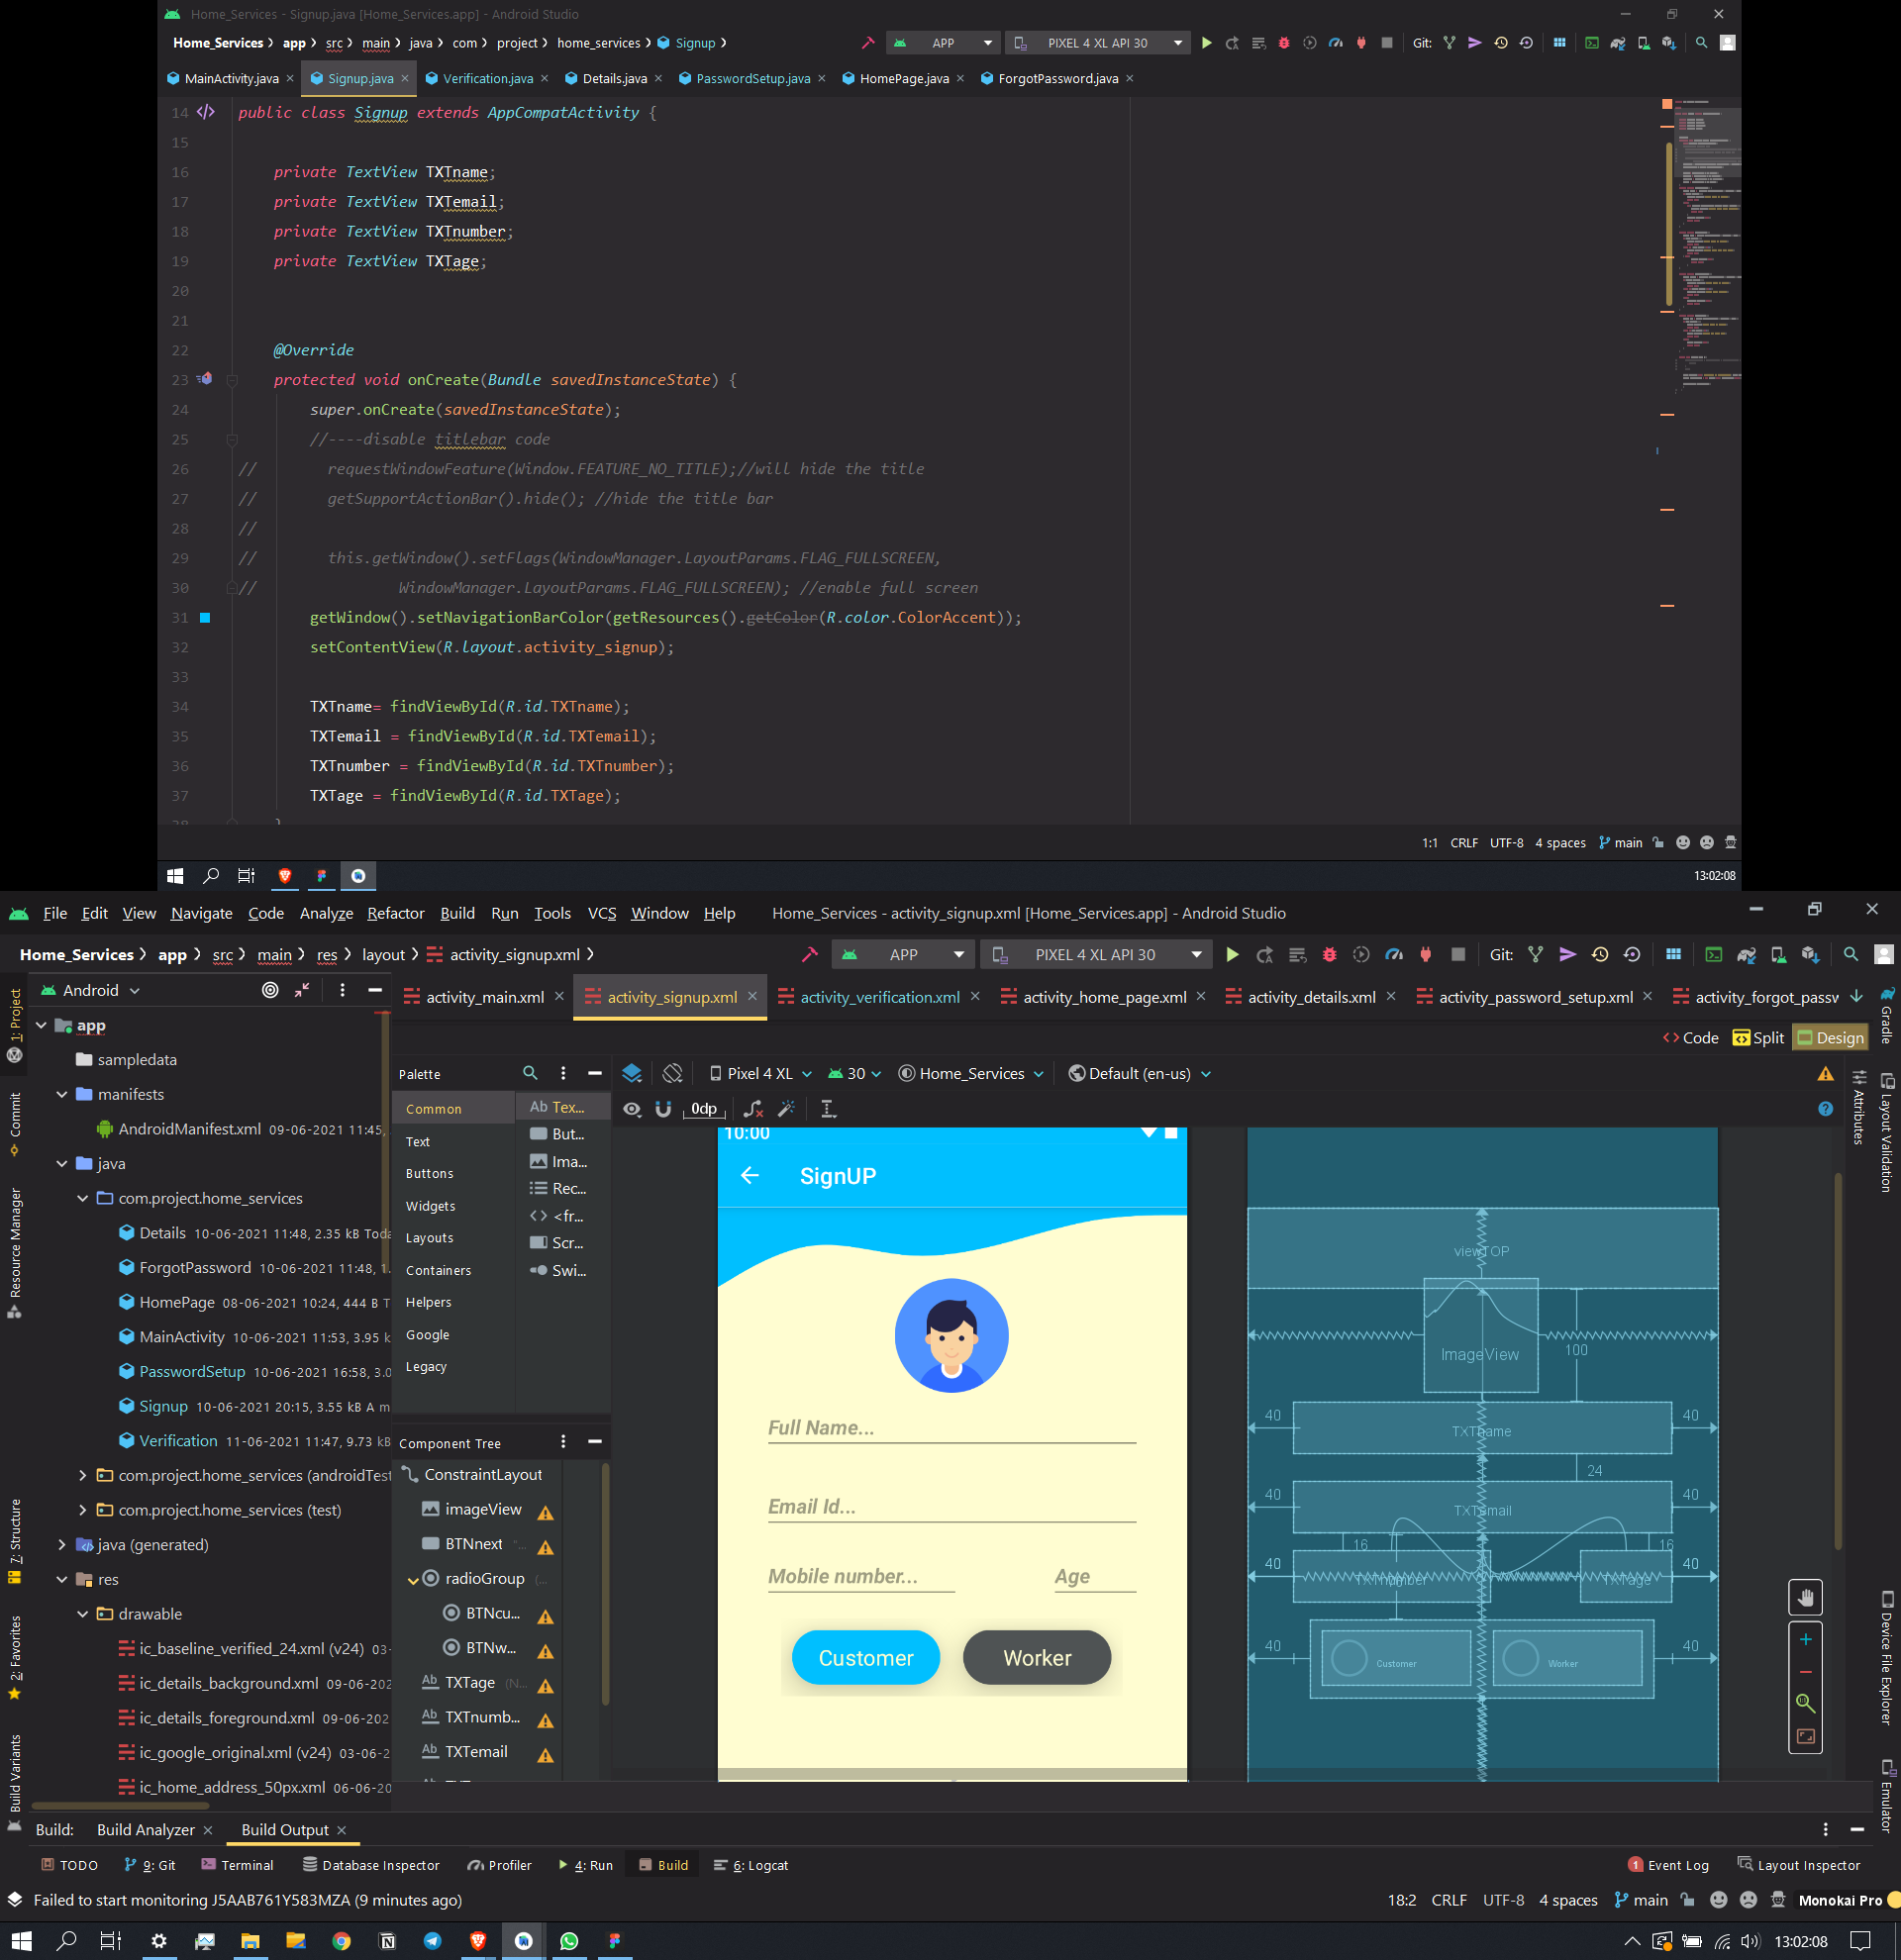 Home_Services - Signup.java [Home_Services.app] - Android Studio
Home_Services app src main java com project home_services Signup APP PIXEL 4 XL API 30 Git:
MainActivity.java Signup.java Verification.java Details.java PasswordSetup.java HomePage.java ForgotPassword.java
14 public class Signup extends AppCompatActivity {
15
16 private TextView TXTname;
17 private TextView TXTemail;
18 private TextView TXTnumber;
19 private TextView TXTage;
20
21
22 @Override
23 protected void onCreate(Bundle savedInstanceState) {
24 super.onCreate(savedInstanceState);
25 //----disable titlebar code
26 // requestWindowFeature(Window.FEATURE_NO_TITLE);//will hide the title
27 // getSupportActionBar().hide(); //hide the title bar
28 //
29 // this.getWindow().setFlags(WindowManager.LayoutParams.FLAG_FULLSCREEN,
30 // WindowManager.LayoutParams.FLAG_FULLSCREEN); //enable full screen
31 getWindow().setNavigationBarColor(getResources().getColor(R.color.ColorAccent));
32 setContentView(R.layout.activity_signup);
33
34 TXTname= findViewById(R.id.TXTname);
35 TXTemail = findViewById(R.id.TXTemail);
36 TXTnumber = findViewById(R.id.TXTnumber);
37 TXTage = findViewById(R.id.TXTage);
1:1 CRLF UTF-8 4 spaces main
13:02:08
File Edit View Navigate Code Analyze Refactor Build Run Tools VCS Window Help Home_Services - activity_signup.xml [Home_Services.app] - Android Studio
Home_Services app src main res layout activity_signup.xml APP PIXEL 4 XL API 30 Git:
Android activity_main.xml activity_signup.xml activity_verification.xml activity_home_page.xml activity_details.xml activity_password_setup.xml activity_forgot_passw
Code Split Design
1: Project
Commit
Resource Manager
7: Structure
2: Favorites
Build Variants
app
sampledata
manifests
AndroidManifest.xml 09-06-2021 11:45,
java
com.project.home_services
Details 10-06-2021 11:48, 2.35 kB Toda
ForgotPassword 10-06-2021 11:48, 1.
HomePage 08-06-2021 10:24, 444 B T
MainActivity 10-06-2021 11:53, 3.95 k
PasswordSetup 10-06-2021 16:58, 3.0
Signup 10-06-2021 20:15, 3.55 kB A m
Verification 11-06-2021 11:47, 9.73 kB
com.project.home_services (androidTest
com.project.home_services (test)
java (generated)
res
drawable
ic_baseline_verified_24.xml (v24) 03-
ic_details_background.xml 09-06-202
ic_details_foreground.xml 09-06-202
ic_google_original.xml (v24) 03-06-2
ic_home_address_50px.xml 06-06-20
Palette
Common
Text
Buttons
Widgets
Layouts
Containers
Helpers
Google
Legacy
Ab Tex...
But...
Ima...
Rec...
<> <fr...
Scr...
Swi...
Component Tree
ConstraintLayout
imageView
BTNnext "...
radioGroup (...
BTNcu...
BTNw...
Ab TXTage (N...
Ab TXTnumb...
Ab TXTemail
Pixel 4 XL 30 Home_Services Default (en-us)
0dp
10:00
SignUP
Full Name...
Email Id...
Mobile number... Age
Customer Worker
viewTOP
ImageView
100
40 TXTname 40
24
40 TXTemail 40
16 16
40 TXTnumber TXTage 40
40 Customer Worker 40
Gradle
Layout Validation
Attributes
Device File Explorer
Emulator
Build: Build Analyzer Build Output
TODO 9: Git Terminal Database Inspector Profiler 4: Run Build 6: Logcat 1 Event Log Layout Inspector
Failed to start monitoring J5AAB761Y583MZA (9 minutes ago) 18:2 CRLF UTF-8 4 spaces main Monokai Pro
13:02:08